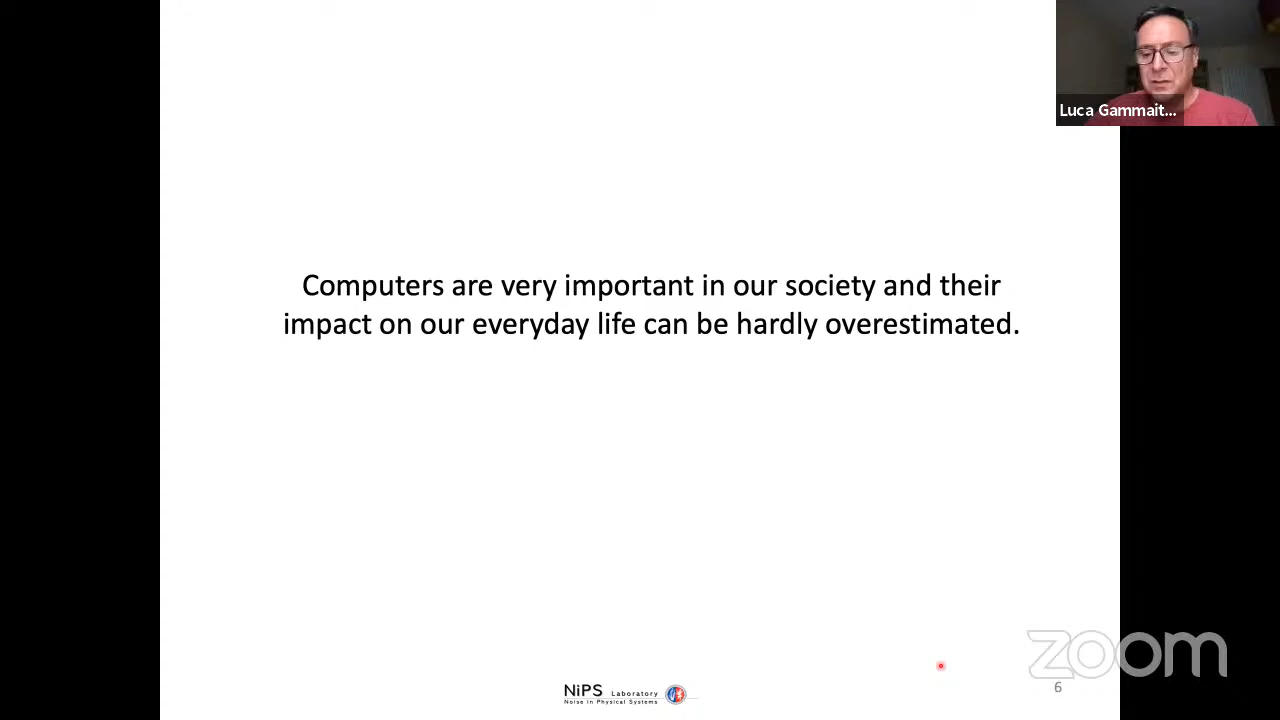 Luca Gammait...
Computers are very important in our society and their
impact on our everyday life can be hardly overestimated.
zoom
NiPS Laboratory
Noise in Physical Systems
6